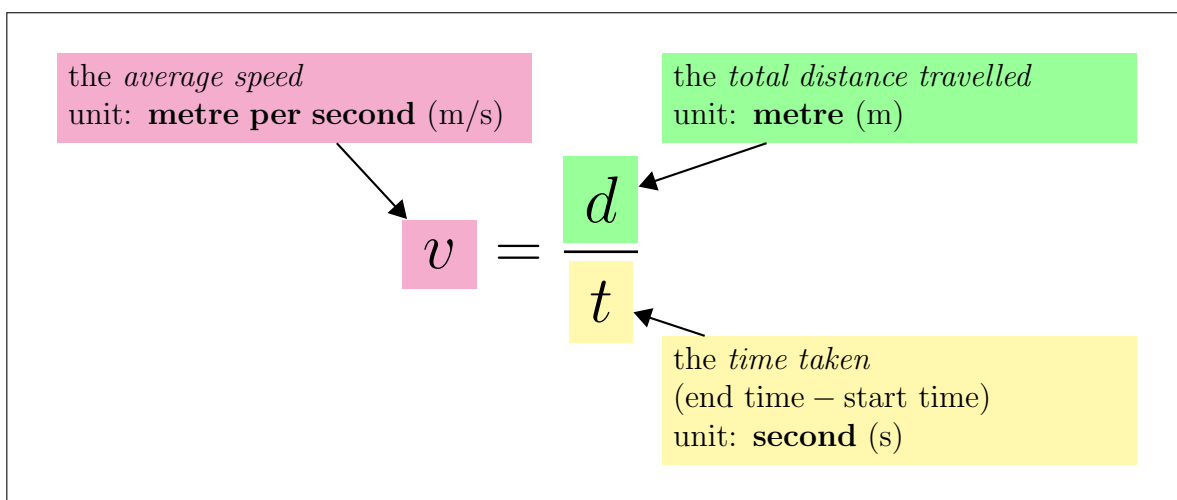 the average speed
unit: metre per second (m/s)
the total distance travelled
unit: metre (m)
v = d
t
the time taken
(end time − start time)
unit: second (s)